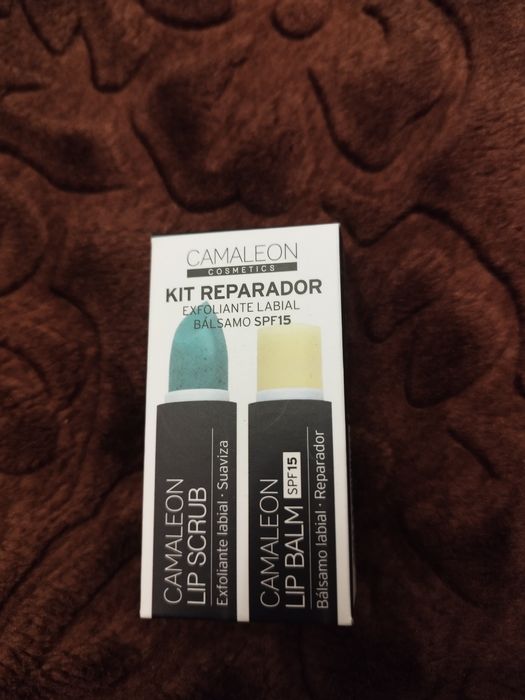 CAMALEON
COSMETICS
KIT REPARADOR
EXFOLIANTE LABIAL
BÁLSAMO SPF15
CAMALEON
LIP SCRUB
Exfoliante labial · Suaviza
CAMALEON
LIP BALM SPF15
Bálsamo labial · Reparador